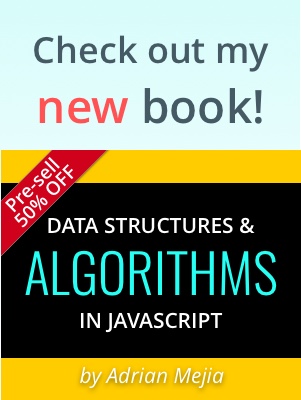 Check out my
new book!
Pre-sell
50% OFF
DATA STRUCTURES &
ALGORITHMS
IN JAVASCRIPT
by Adrian Mejia